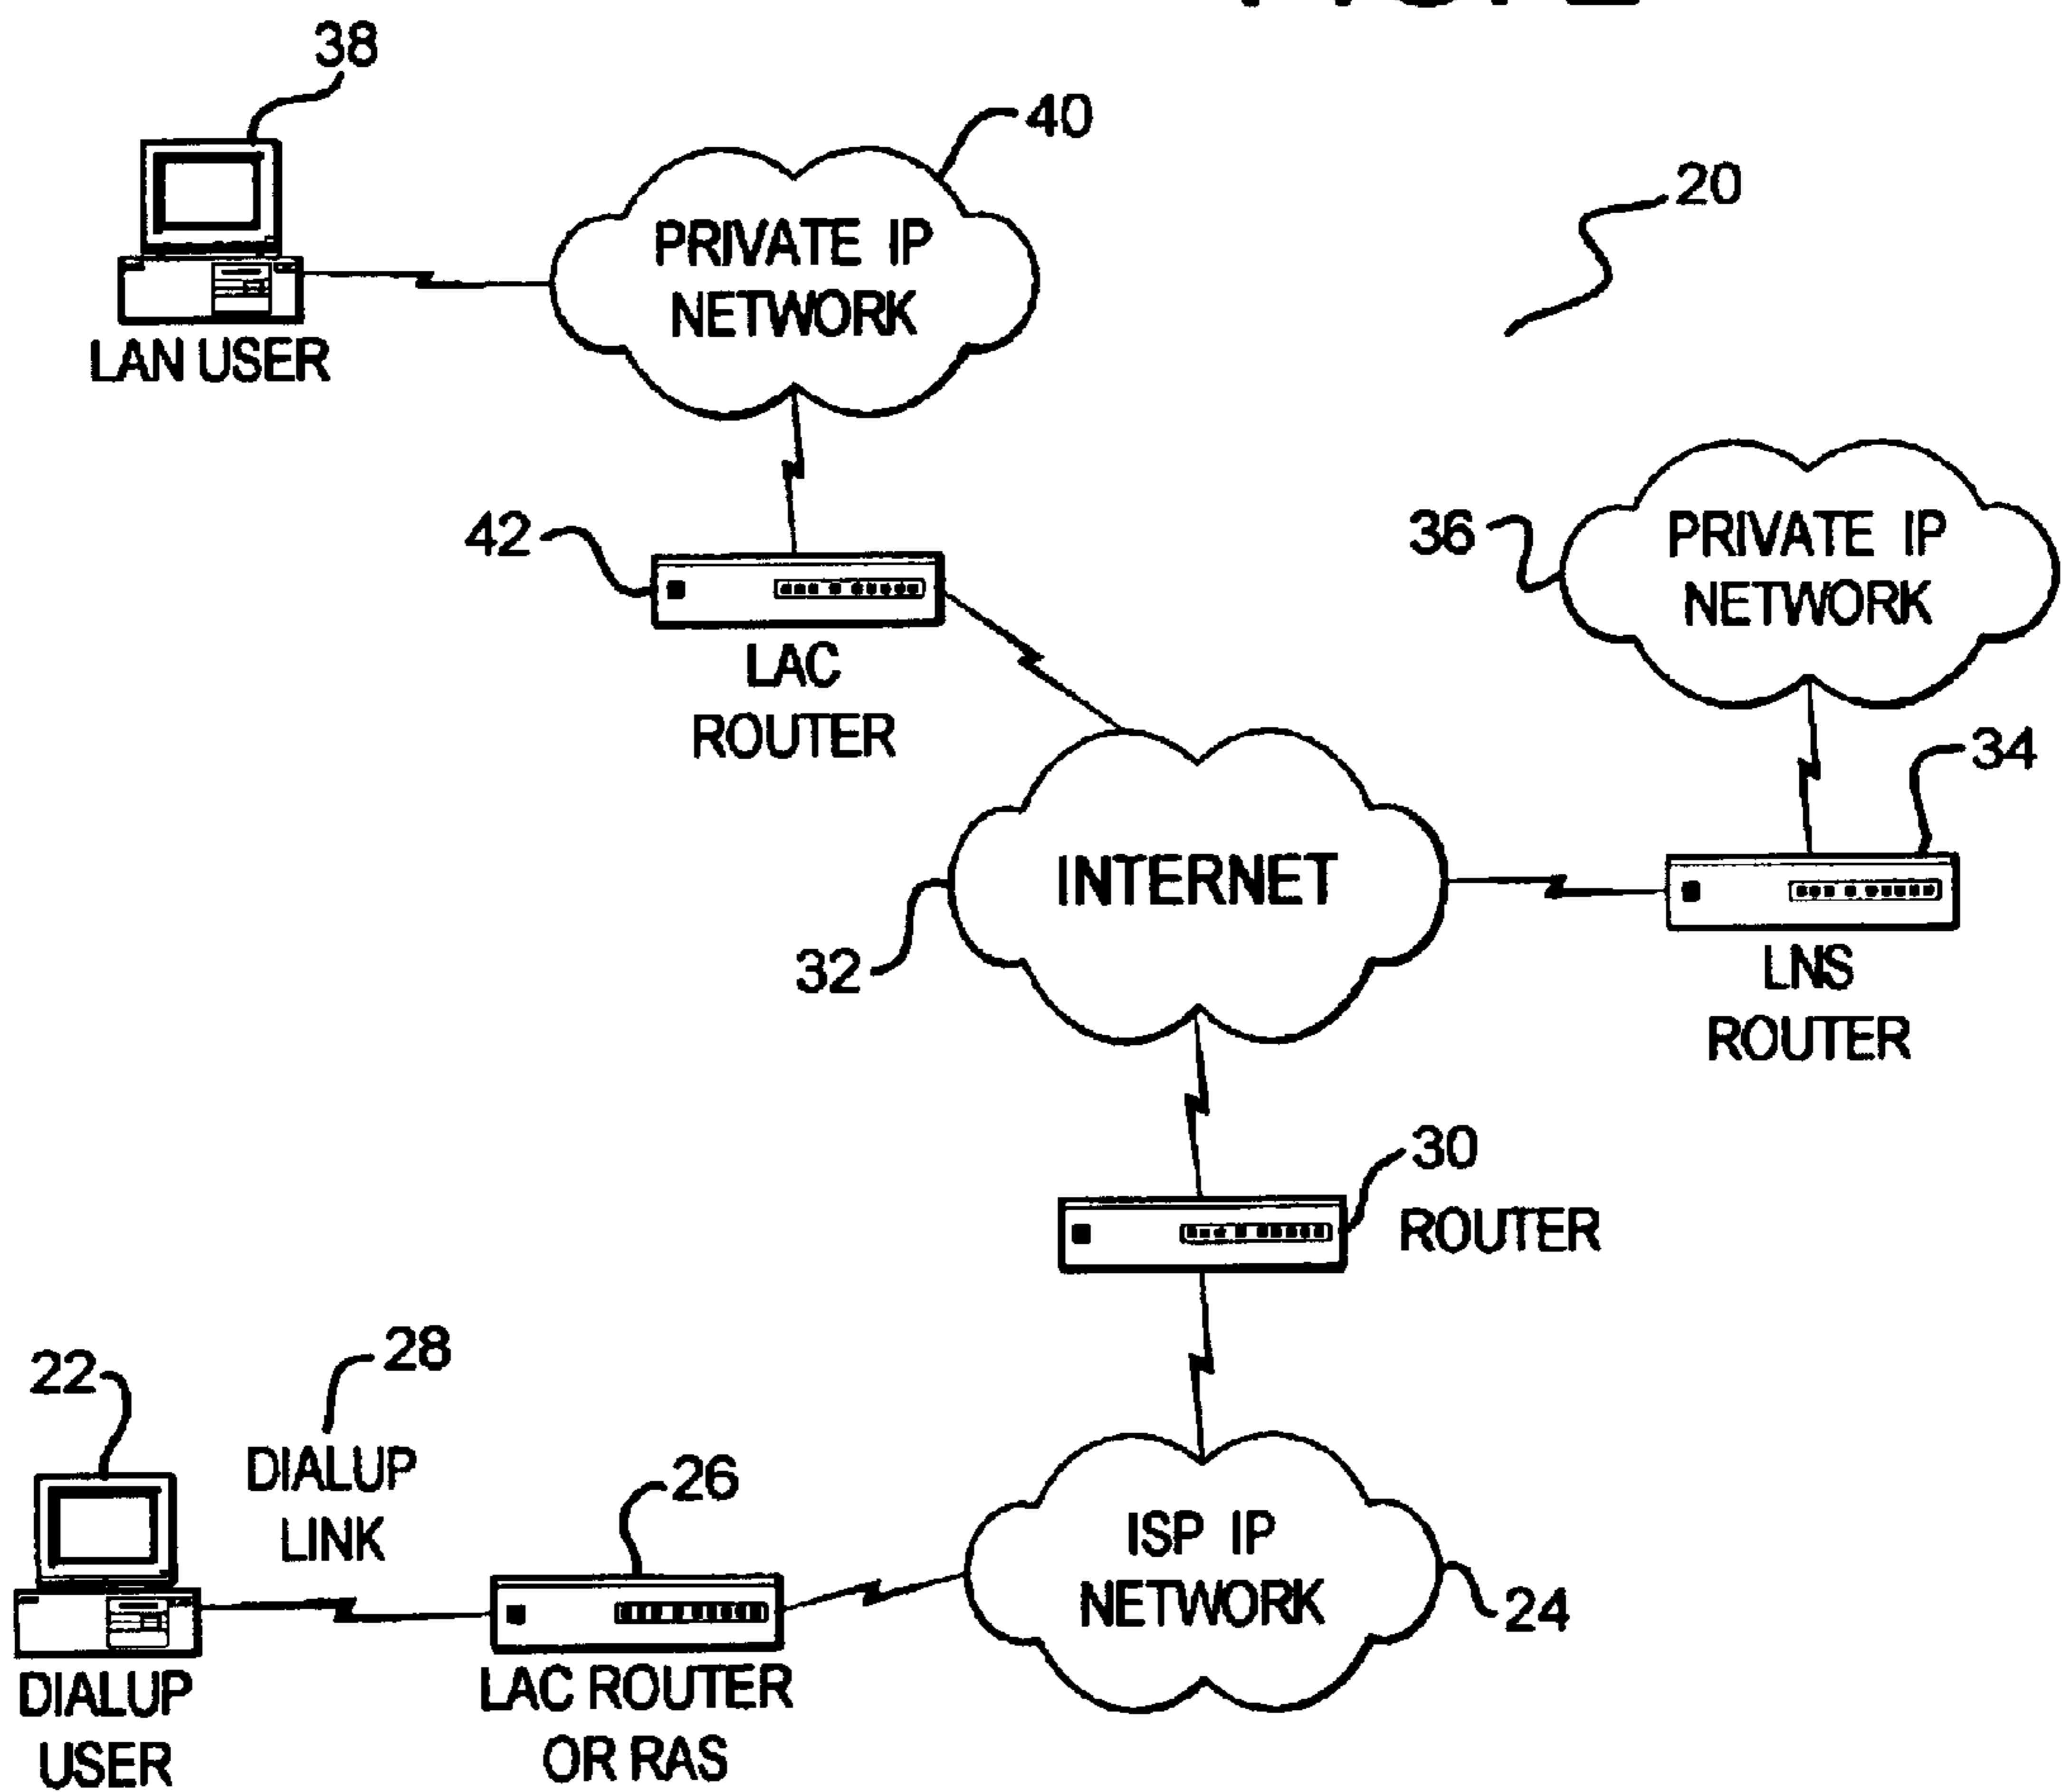 38
40
20
PRIVATE IP
NETWORK
LAN USER
42
36
PRIVATE IP
NETWORK
LAC
ROUTER
34
INTERNET
32
LNS
ROUTER
30
ROUTER
22
28
DIALUP
LINK
26
ISP IP
NETWORK
24
DIALUP
USER
LAC ROUTER
OR RAS